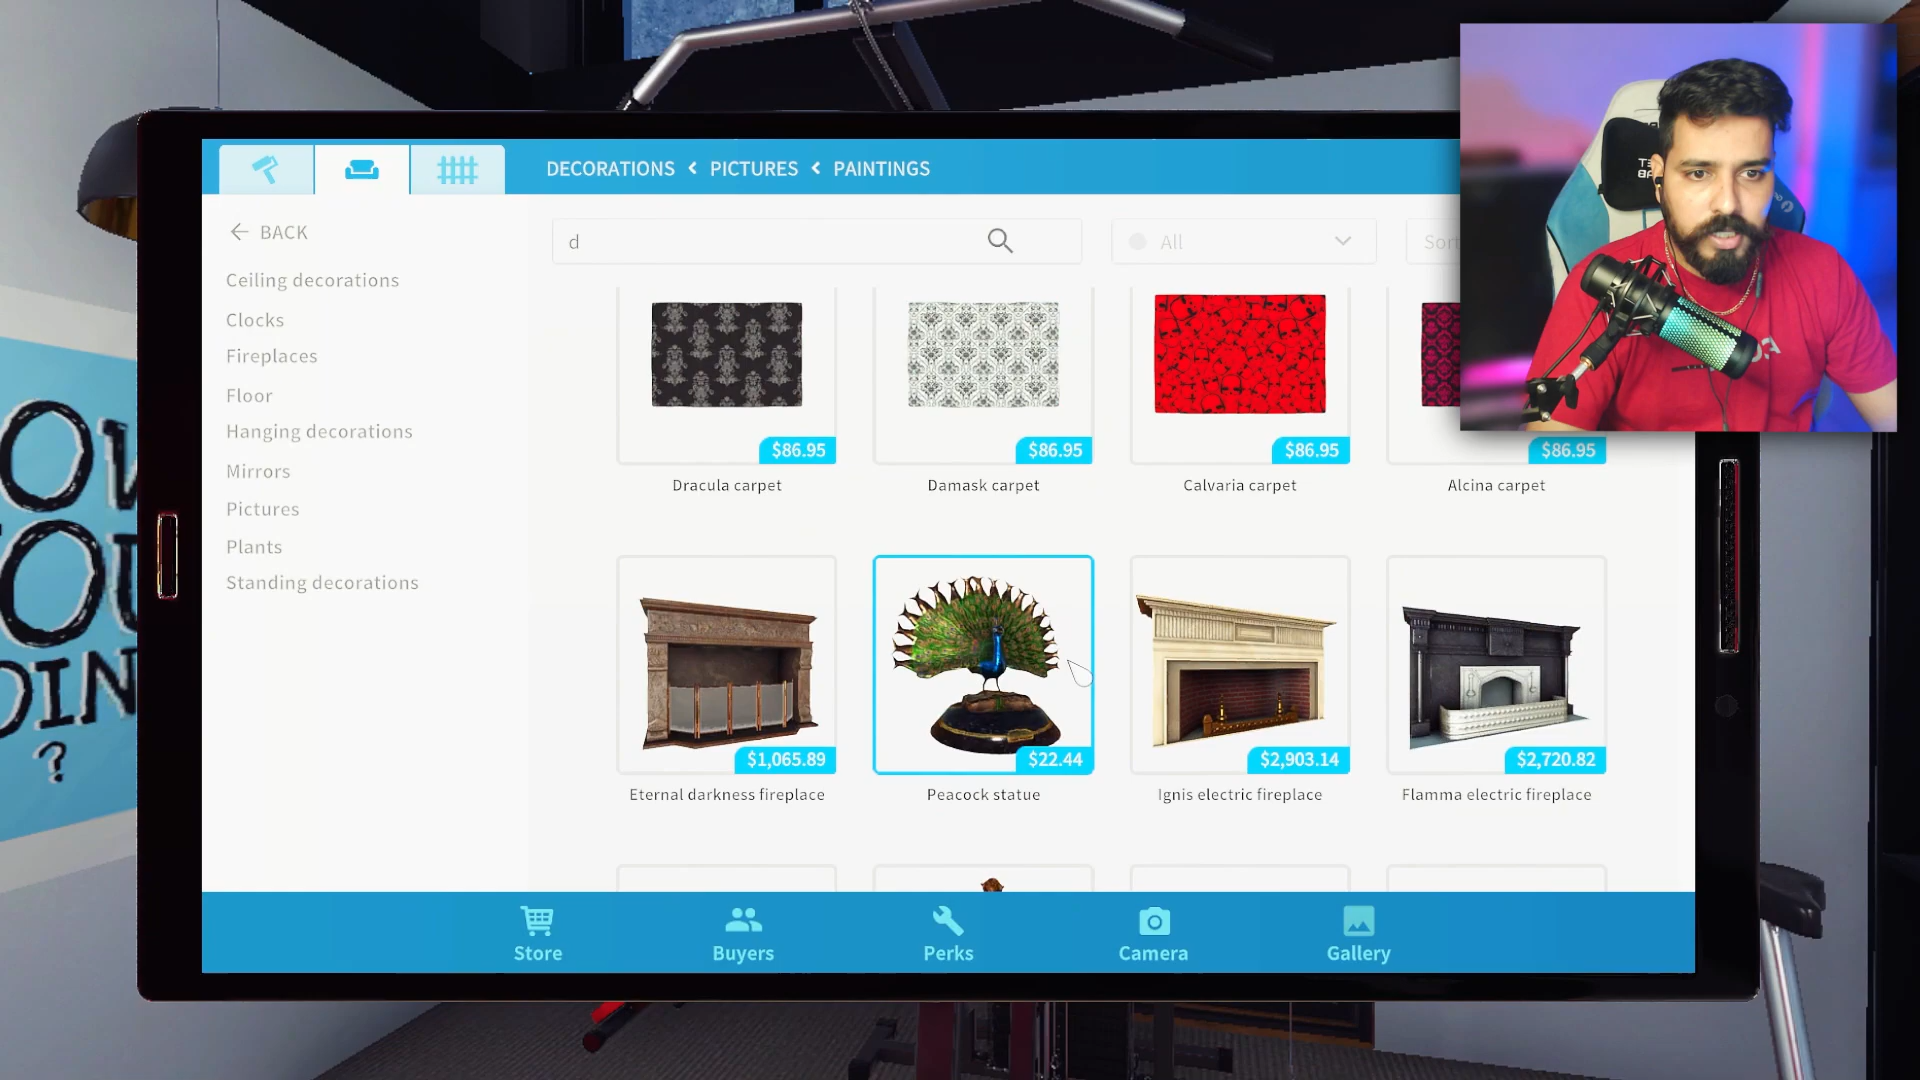 DECORATIONS < PICTURES < PAINTINGS
BACK
d
All
Sort
Ceiling decorations
Clocks
Fireplaces
Floor
Hanging decorations
Mirrors
Pictures
Plants
Standing decorations
$86.95
$86.95
$86.95
$86.95
Dracula carpet
Damask carpet
Calvaria carpet
Alcina carpet
$1,065.89
$22.44
$2,903.14
$2,720.82
Eternal darkness fireplace
Peacock statue
Ignis electric fireplace
Flamma electric fireplace
Store
Buyers
Perks
Camera
Gallery
YOU
?